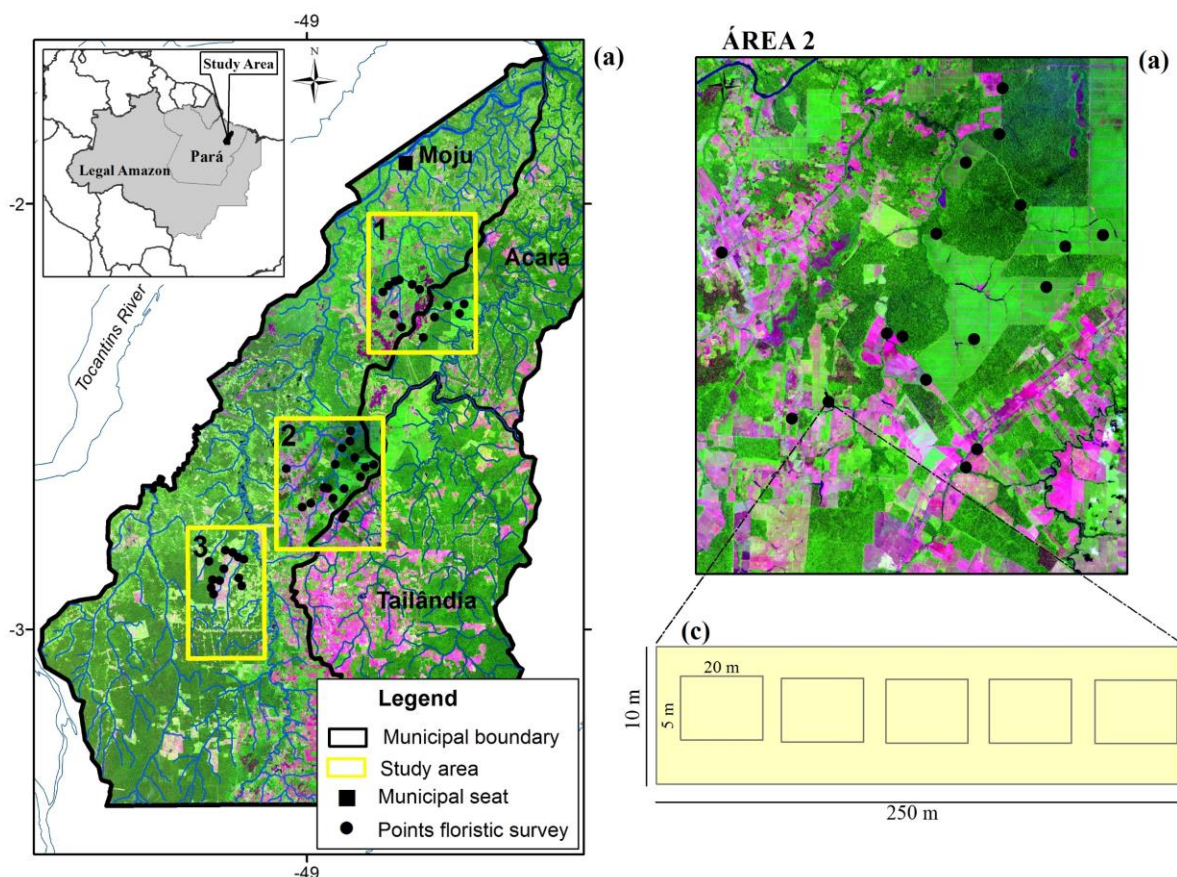 -49
(a)
N
Study Area
Pará
Legal Amazon
Moju
-2
1
Acará
Tocantins River
2
3
Tailândia
-3
Legend
Municipal boundary
Study area
Municipal seat
Points floristic survey
-49
ÁREA 2
(a)
(c)
20 m
10 m
5 m
250 m